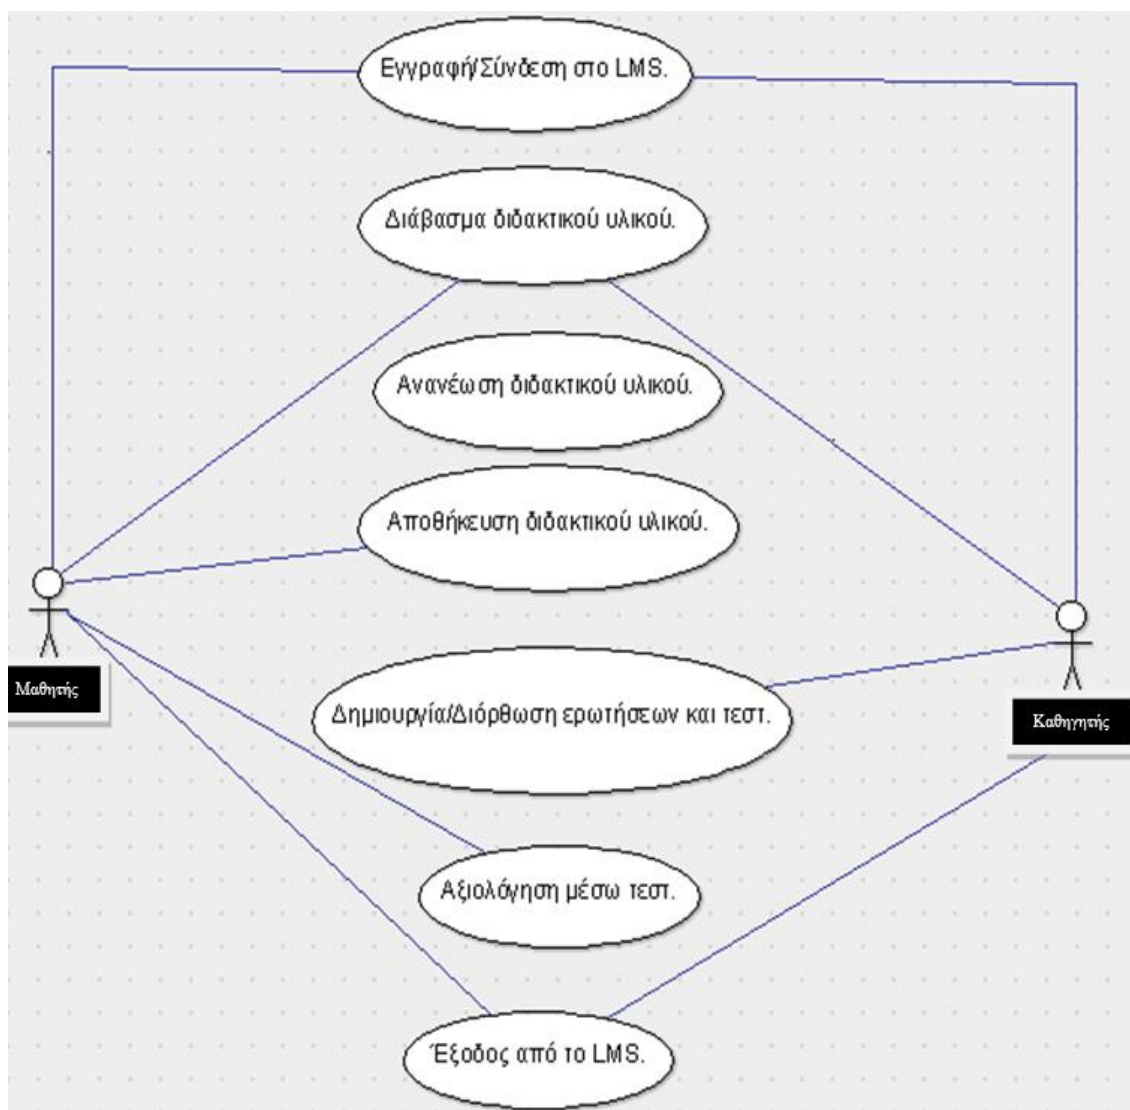 Εγγραφή/Σύνδεση στο LMS.
Διάβασμα διδακτικού υλικού.
Ανανέωση διδακτικού υλικού.
Αποθήκευση διδακτικού υλικού.
Μαθητής
Δημιουργία/Διόρθωση ερωτήσεων και τεστ.
Καθηγητής
Αξιολόγηση μέσω τεστ.
Έξοδος από το LMS.